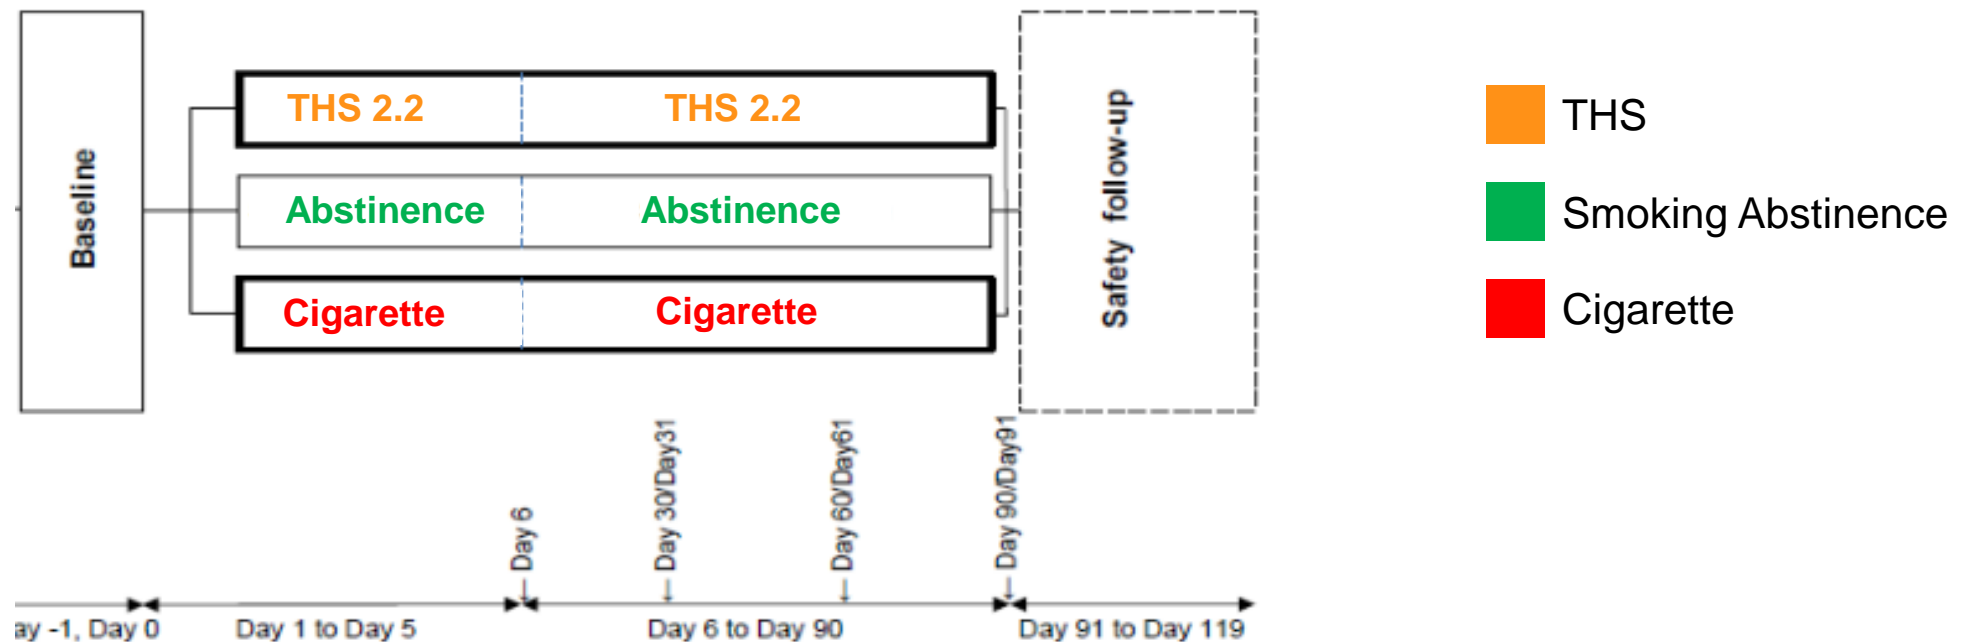 Baseline
THS 2.2
THS 2.2
Abstinence
Abstinence
Cigarette
Cigarette
Safety follow-up
THS
Smoking Abstinence
Cigarette
←Day 6
←Day 30/Day31
←Day 60/Day61
←Day 90/Day91
ay -1, Day 0
Day 1 to Day 5
Day 6 to Day 90
Day 91 to Day 119